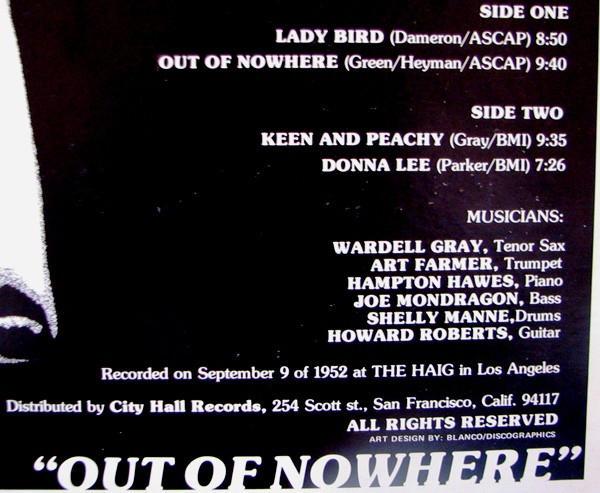 SIDE ONE
LADY BIRD (Dameron/ASCAP) 8:50
OUT OF NOWHERE (Green/Heyman/ASCAP) 9:40
SIDE TWO
KEEN AND PEACHY (Gray/BMI) 9:35
DONNA LEE (Parker/BMI) 7:26
MUSICIANS:
WARDELL GRAY, Tenor Sax
ART FARMER, Trumpet
HAMPTON HAWES, Piano
JOE MONDRAGON, Bass
SHELLY MANNE,Drums
HOWARD ROBERTS, Guitar
Recorded on September 9 of 1952 at THE HAIG in Los Angeles
Distributed by City Hall Records, 254 Scott st., San Francisco, Calif. 94117
ALL RIGHTS RESERVED
ART DESIGN BY: BLANCO/DISCOGRAPHICS
"OUT OF NOWHERE"